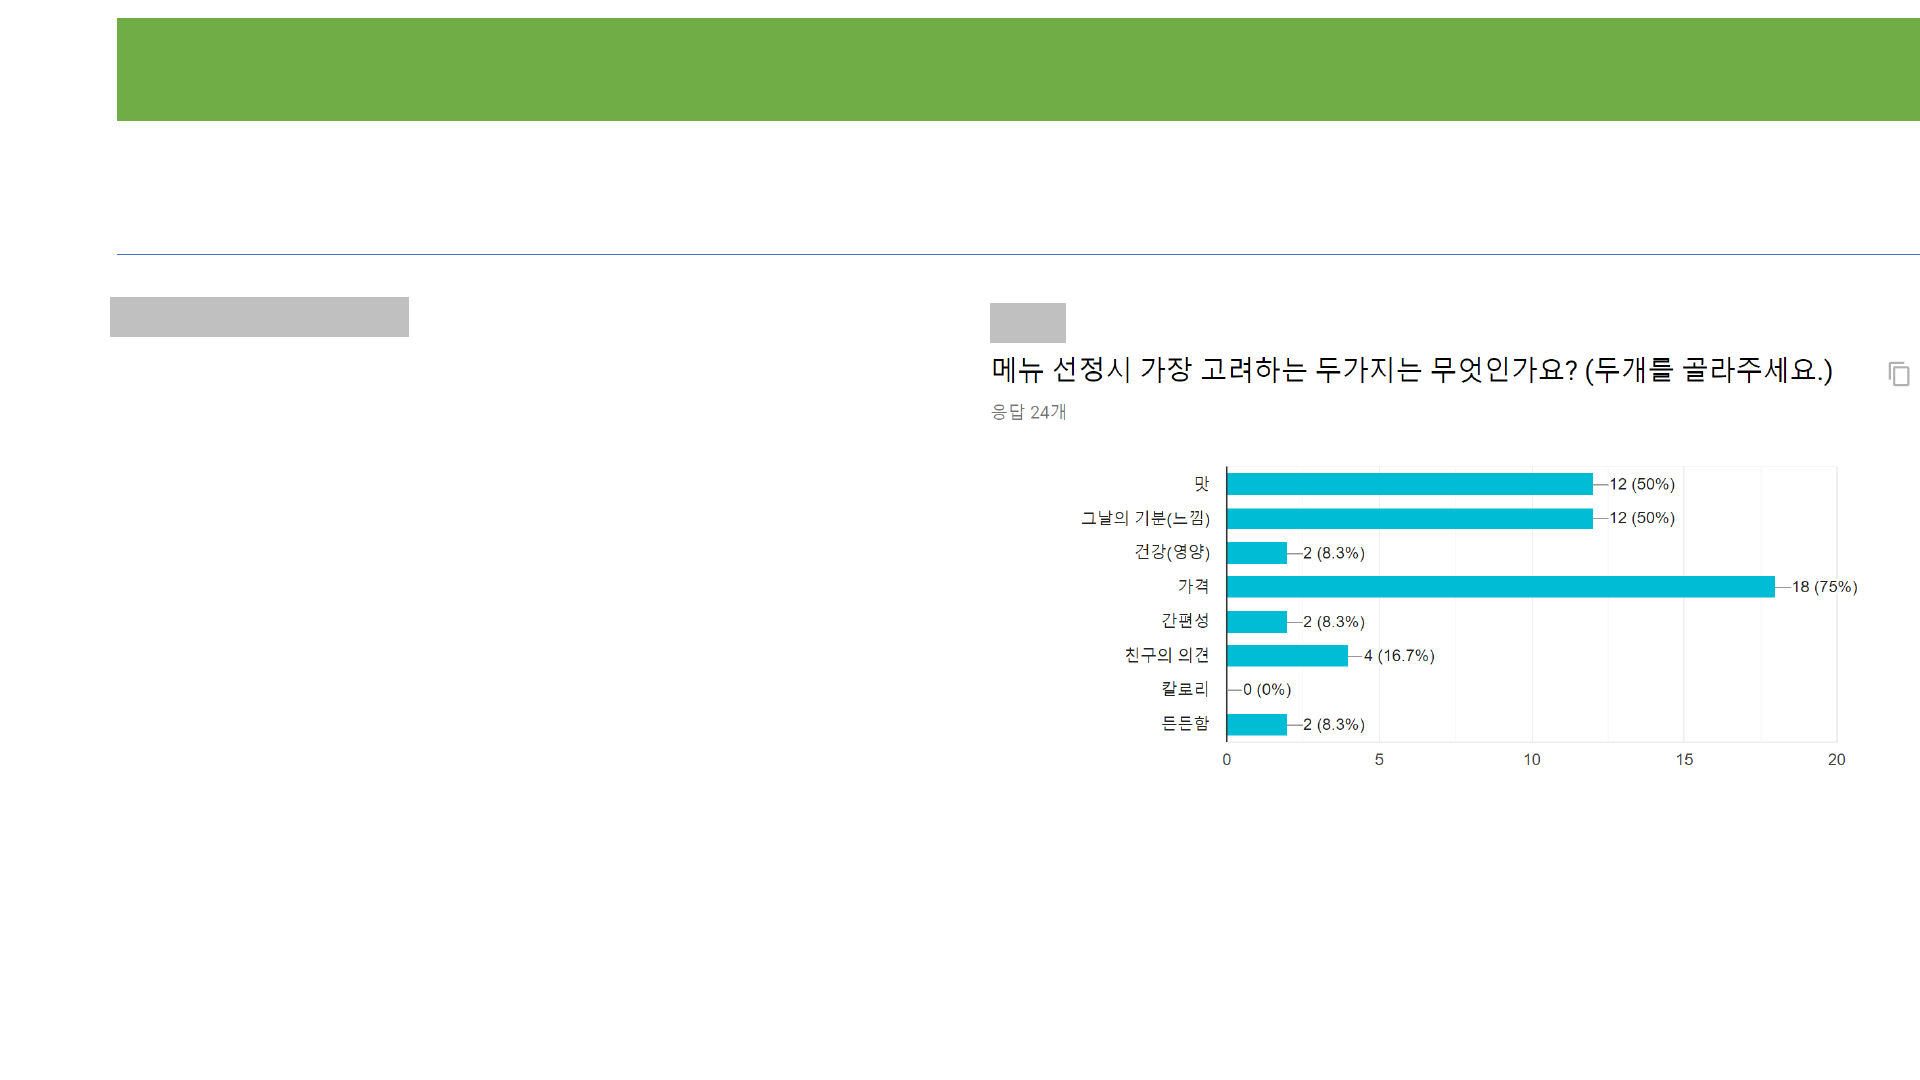 메뉴 선정시 가장 고려하는 두가지는 무엇인가요? (두개를 골라주세요.)
응답 24개
맛 12 (50%)
그날의 기분(느낌) 12 (50%)
건강(영양) 2 (8.3%)
가격 18 (75%)
간편성 2 (8.3%)
친구의 의견 4 (16.7%)
칼로리 0 (0%)
든든함 2 (8.3%)
0 5 10 15 20